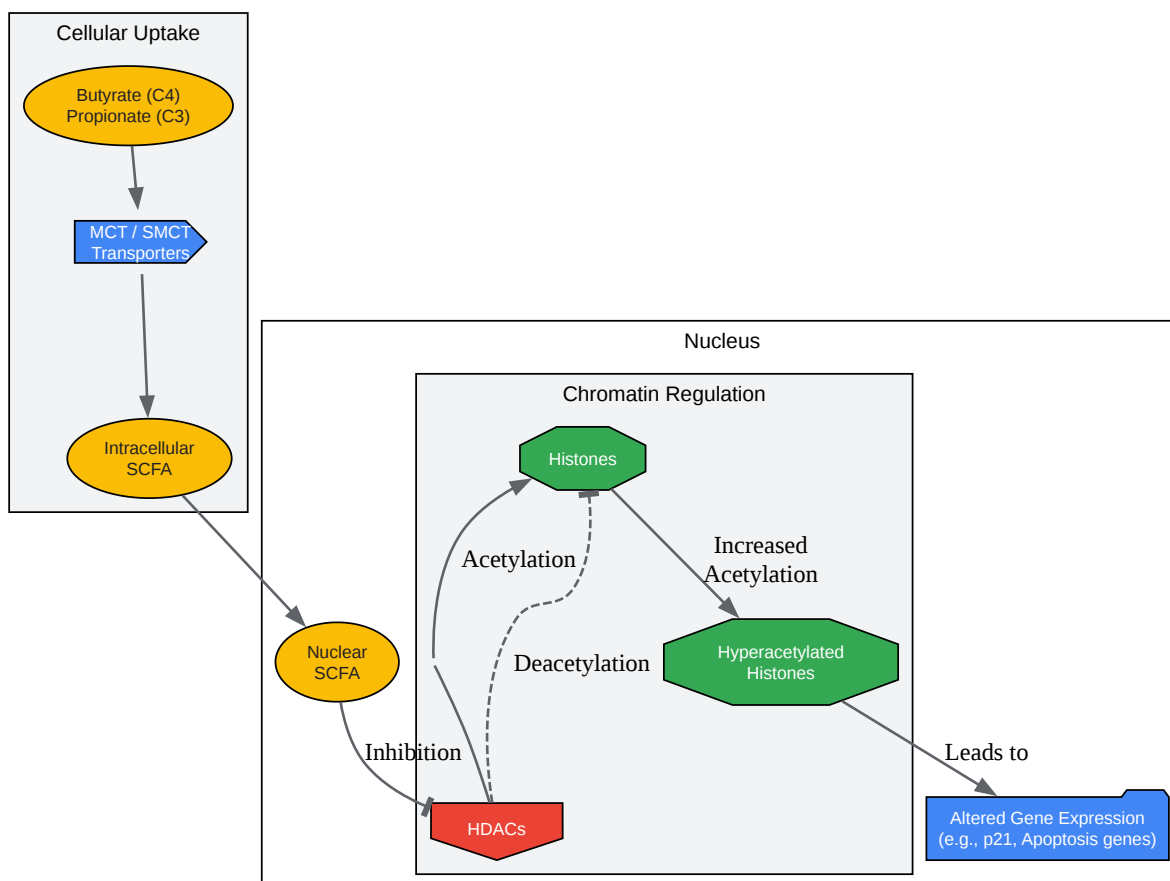 Cellular Uptake
Butyrate (C4)
Propionate (C3)
MCT / SMCT
Transporters
Intracellular
SCFA
Nucleus
Chromatin Regulation
Histones
Acetylation
Increased
Acetylation
Deacetylation
Nuclear
SCFA
Hyperacetylated
Histones
Inhibition
Leads to
HDACs
Altered Gene Expression
(e.g., p21, Apoptosis genes)